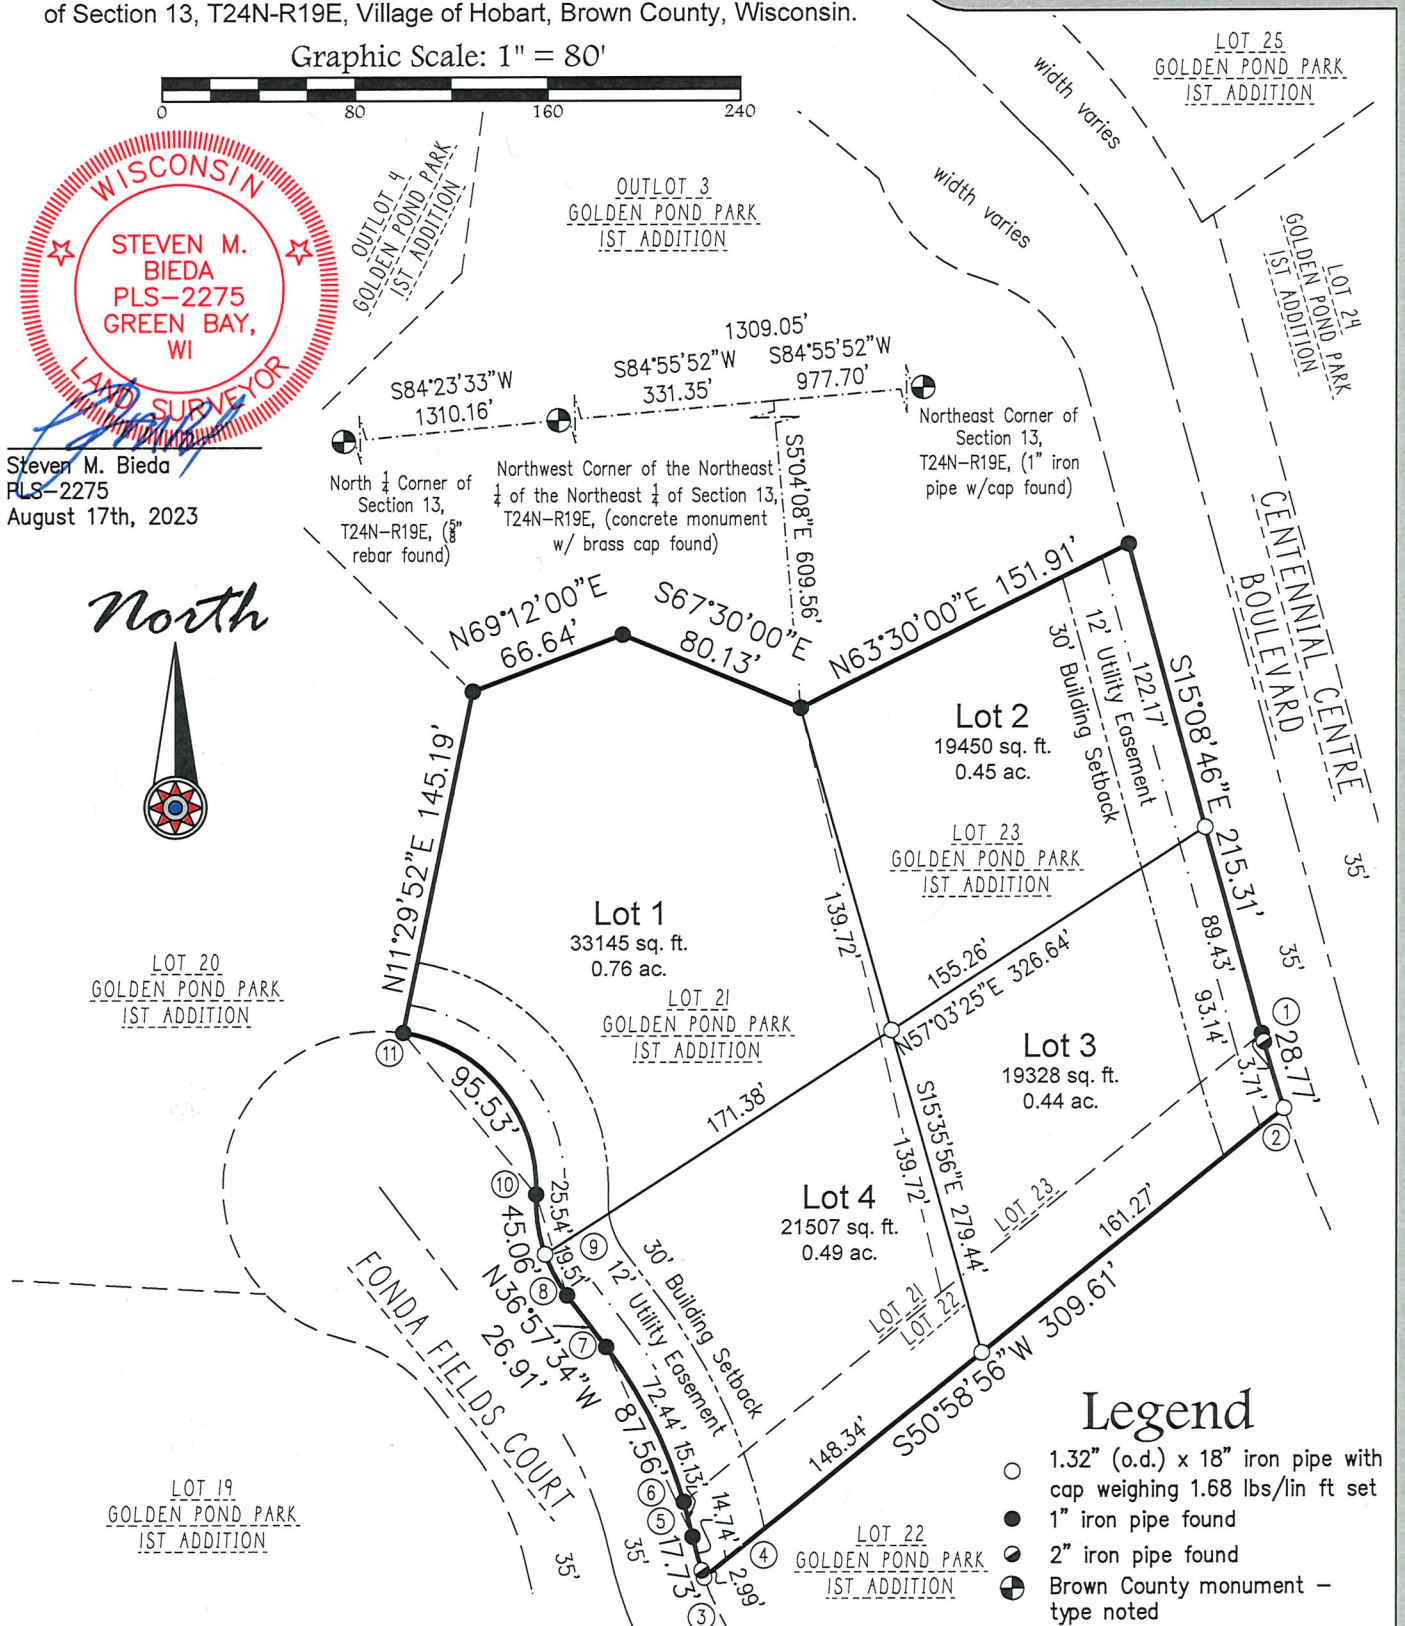 of Section 13, T24N-R19E, Village of Hobart, Brown County, Wisconsin.
Graphic Scale: 1" = 80'
0 80 160 240
WISCONSIN
STEVEN M.
BIEDA
PLS-2275
GREEN BAY,
WI
LAND SURVEYOR
Steven M. Bieda
PLS-2275
August 17th, 2023
North
OUTLOT 4
GOLDEN POND PARK
1ST ADDITION
OUTLOT 3
GOLDEN POND PARK
1ST ADDITION
width varies
width varies
LOT 25
GOLDEN POND PARK
1ST ADDITION
LOT 24
GOLDEN POND PARK
1ST ADDITION
1309.05'
S84°23'33"W
1310.16'
S84°55'52"W
331.35'
S84°55'52"W
977.70'
North 1/4 Corner of
Section 13,
T24N-R19E, (5/8"
rebar found)
Northwest Corner of the Northeast
1/4 of the Northeast 1/4 of Section 13,
T24N-R19E, (concrete monument
w/ brass cap found)
S5°04'08"E 609.56'
Northeast Corner of
Section 13,
T24N-R19E, (1" iron
pipe w/cap found)
CENTENNIAL CENTRE
BOULEVARD
N69°12'00"E
66.64'
S67°30'00"E
80.13'
N63°30'00"E 151.91'
12' Utility Easement
30' Building Setback
122.17'
S15°08'46"E 215.31'
Lot 2
19450 sq. ft.
0.45 ac.
LOT 23
GOLDEN POND PARK
1ST ADDITION
N11°29'52"E 145.19'
Lot 1
33145 sq. ft.
0.76 ac.
LOT 21
GOLDEN POND PARK
1ST ADDITION
139.72'
155.26'
N57°03'25"E 326.64'
171.38'
89.43'
93.14'
3.71'
35'
35'
1
28.77'
2
LOT 20
GOLDEN POND PARK
1ST ADDITION
11
95.53'
Lot 3
19328 sq. ft.
0.44 ac.
S15°35'56"E 279.44'
139.72'
LOT 23
161.27'
Lot 4
21507 sq. ft.
0.49 ac.
LOT 21
LOT 22
10
25.54'
45.06'
19.51'
9
8
N36°57'34"W
26.91'
7
12' Utility Easement
30' Building Setback
72.44'
87.56'
15.13'
6
5
14.74'
17.73'
2.99'
4
3
148.34'
S50°58'56"W 309.61'
FONDA FIELDS COURT
35'
35'
LOT 19
GOLDEN POND PARK
1ST ADDITION
LOT 22
GOLDEN POND PARK
1ST ADDITION
Legend
1.32" (o.d.) x 18" iron pipe with
cap weighing 1.68 lbs/lin ft set
1" iron pipe found
2" iron pipe found
Brown County monument –
type noted